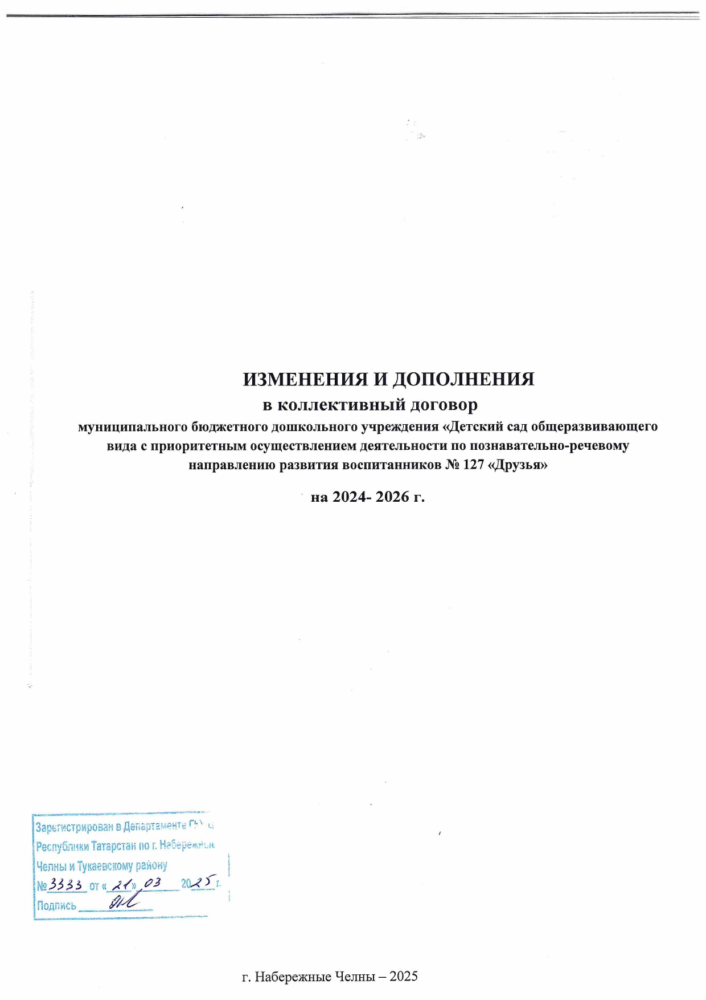 ИЗМЕНЕНИЯ И ДОПОЛНЕНИЯ
в коллективный договор
муниципального бюджетного дошкольного учреждения «Детский сад общеразвивающего
вида с приоритетным осуществлением деятельности по познавательно-речевому
направлению развития воспитанников № 127 «Друзья»
на 2024- 2026 г.
Зарегистрирован в Департаменте
Республики Татарстан по г. Набережные
Челны и Тукаевскому району
№ 3333 от « 21 » 03 2025 г.
Подпись
г. Набережные Челны – 2025